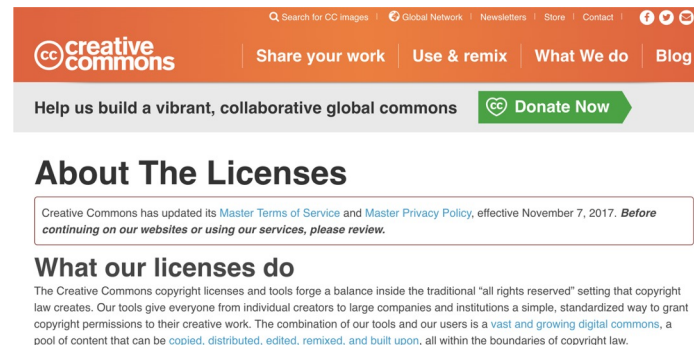 Search for CC images | Global Network | Newsletters | Store | Contact |
cc creative commons
Share your work | Use & remix | What We do | Blog
Help us build a vibrant, collaborative global commons
cc Donate Now
About The Licenses
Creative Commons has updated its Master Terms of Service and Master Privacy Policy, effective November 7, 2017. Before
continuing on our websites or using our services, please review.
What our licenses do
The Creative Commons copyright licenses and tools forge a balance inside the traditional “all rights reserved” setting that copyright
law creates. Our tools give everyone from individual creators to large companies and institutions a simple, standardized way to grant
copyright permissions to their creative work. The combination of our tools and our users is a vast and growing digital commons, a
pool of content that can be copied, distributed, edited, remixed, and built upon, all within the boundaries of copyright law.